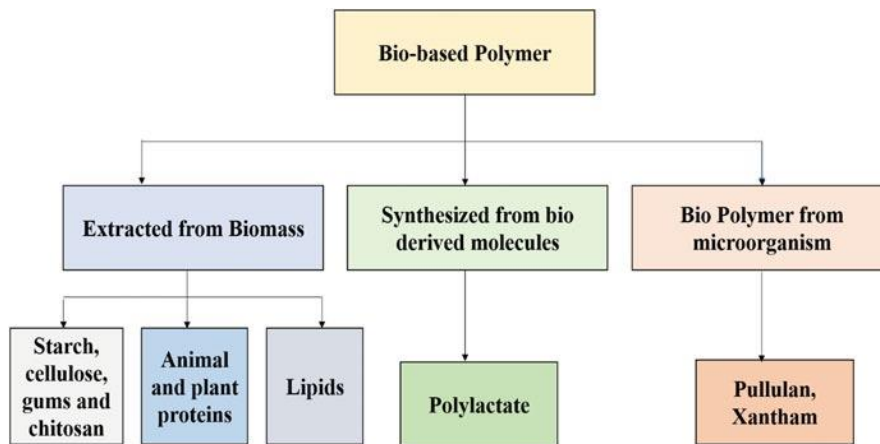 Bio-based Polymer
Extracted from Biomass
Synthesized from bio
derived molecules
Bio Polymer from
microorganism
Starch,
cellulose,
gums and
chitosan
Animal
and plant
proteins
Lipids
Polylactate
Pullulan,
Xantham